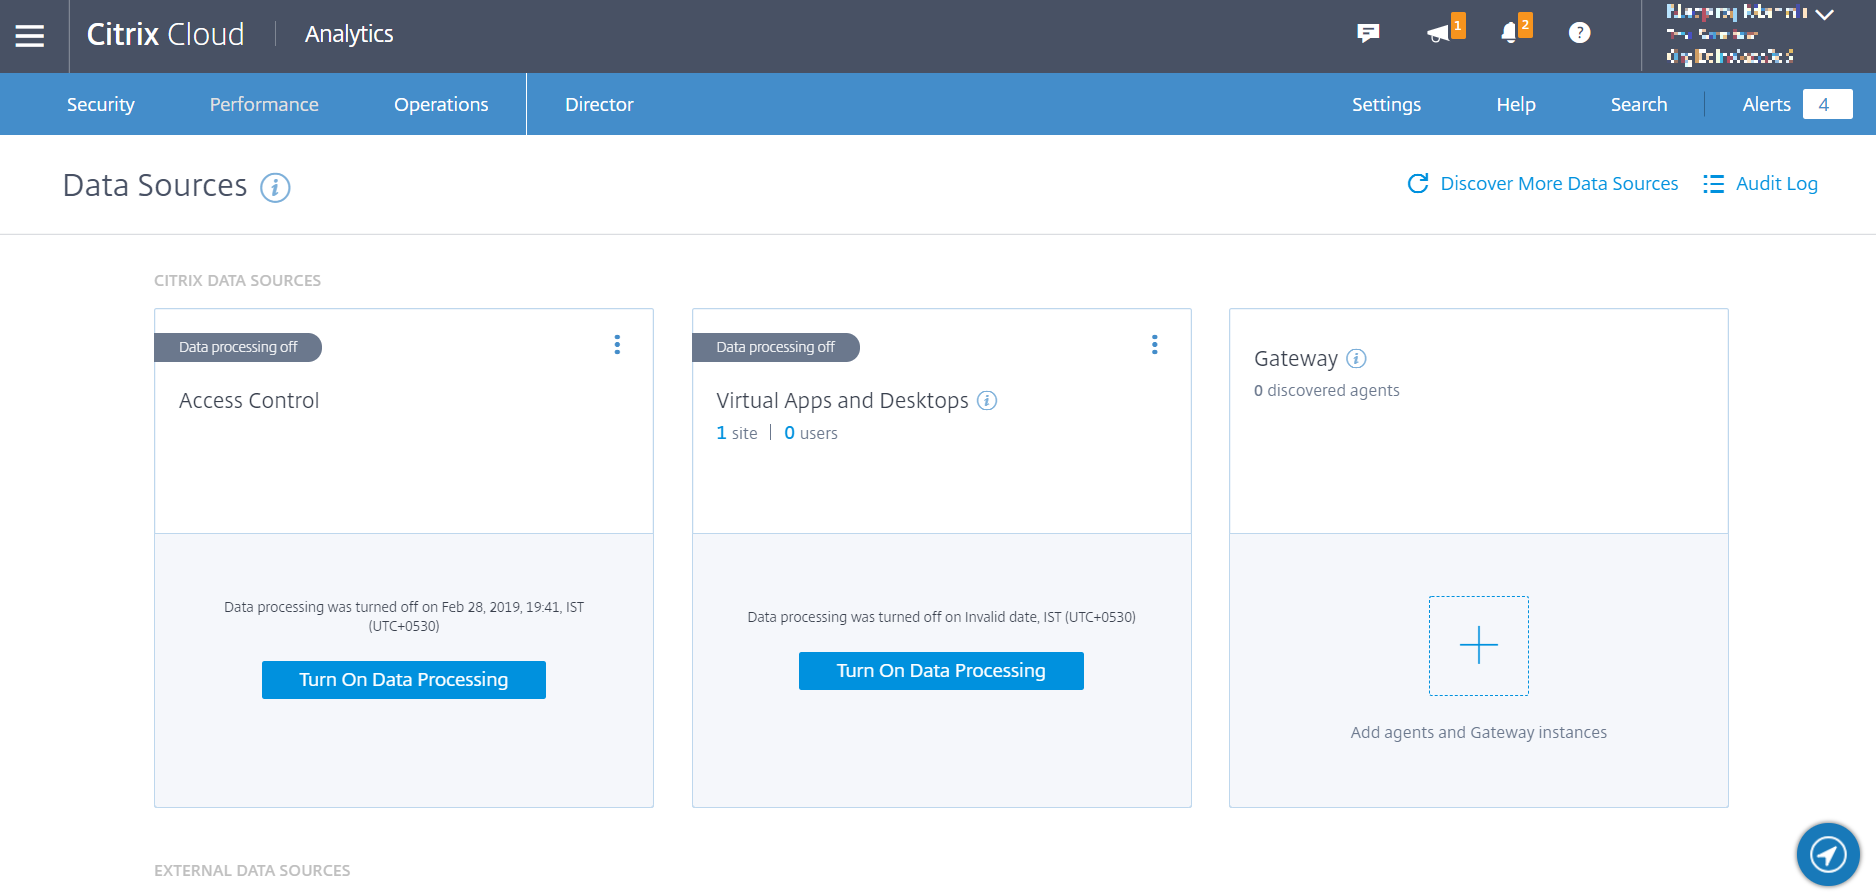 Citrix Cloud
Analytics
1
2
?
Security
Performance
Operations
Director
Settings
Help
Search
Alerts 4
Data Sources i
Discover More Data Sources
Audit Log
CITRIX DATA SOURCES
Data processing off
Access Control
Data processing was turned off on Feb 28, 2019, 19:41, IST
(UTC+0530)
Turn On Data Processing
Data processing off
Virtual Apps and Desktops i
1 site | 0 users
Data processing was turned off on Invalid date, IST (UTC+0530)
Turn On Data Processing
Gateway i
0 discovered agents
Add agents and Gateway instances
EXTERNAL DATA SOURCES